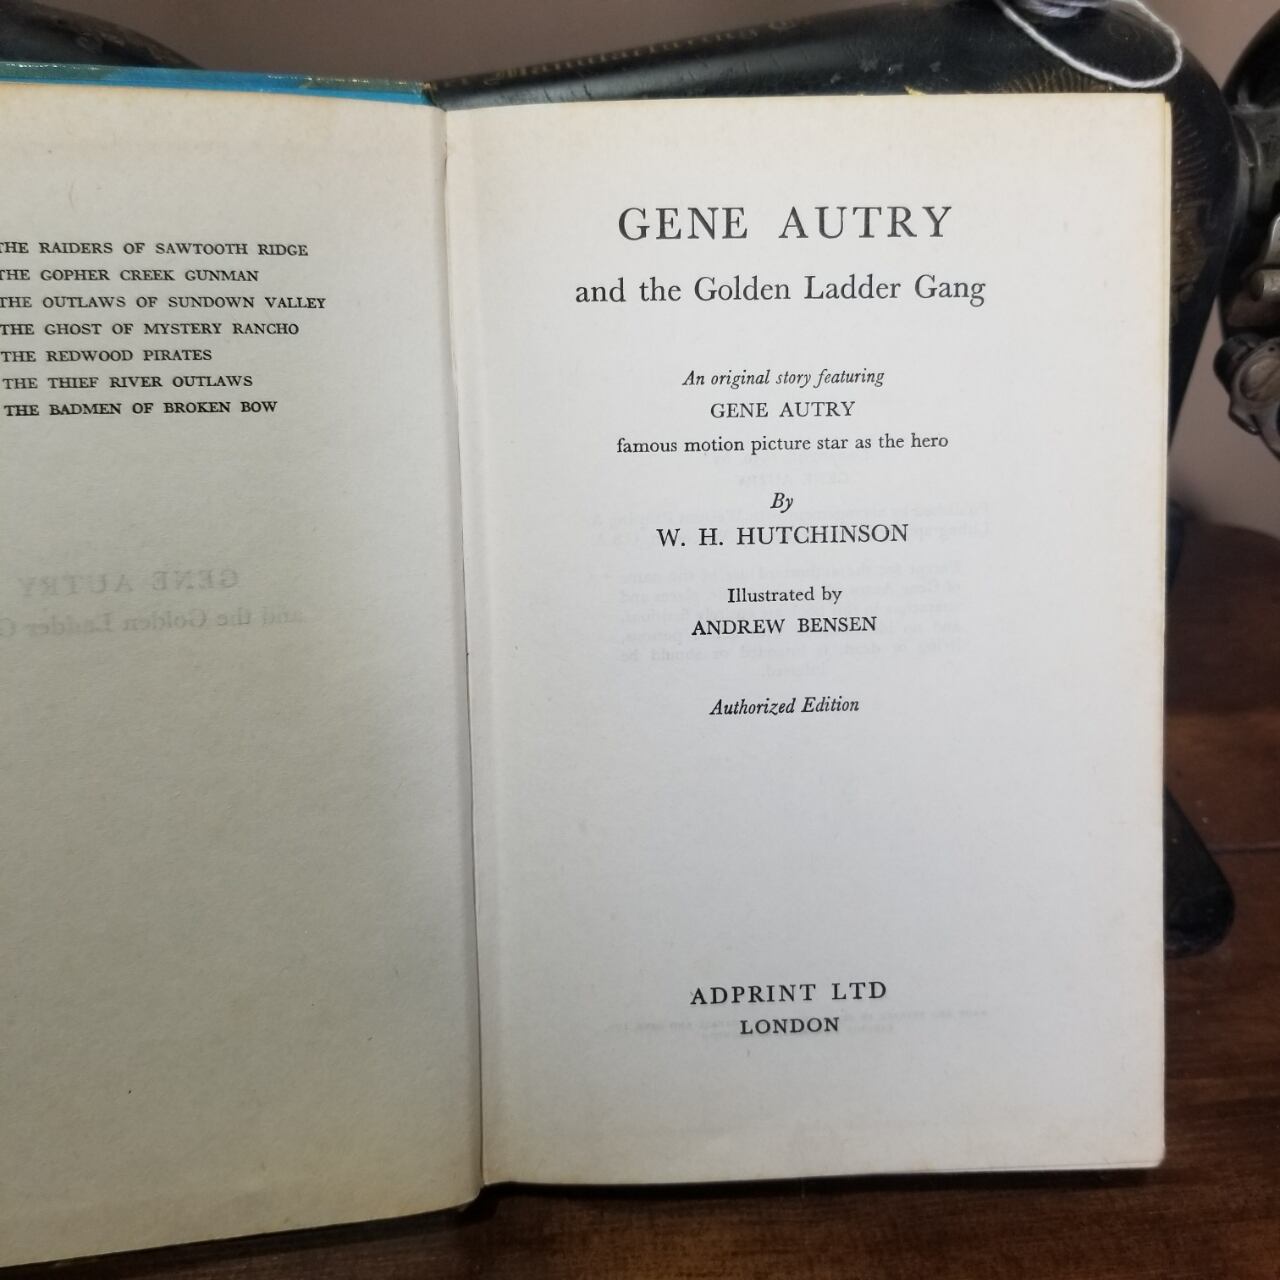 THE RAIDERS OF SAWTOOTH RIDGE
THE GOPHER CREEK GUNMAN
THE OUTLAWS OF SUNDOWN VALLEY
THE GHOST OF MYSTERY RANCHO
THE REDWOOD PIRATES
THE THIEF RIVER OUTLAWS
THE BADMEN OF BROKEN BOW
GENE AUTRY
and the Golden Ladder Gang
An original story featuring
GENE AUTRY
famous motion picture star as the hero
By
W. H. HUTCHINSON
Illustrated by
ANDREW BENSEN
Authorized Edition
ADPRINT LTD
LONDON